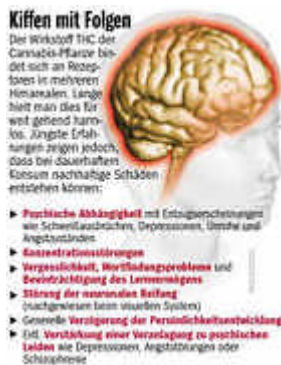 Kiffen mit Folgen
Der Wirkstoff THC der
Cannabis-Pflanze bin-
det sich an Rezep-
toren in mehreren
Hirnarealen. Lange
hielt man dies für
weit gehend harm-
los. Jüngste Erfah-
rungen zeigen jedoch,
dass bei dauerhaftem
Konsum nachhaltige Schäden
entstehen können:
► Psychische Abhängigkeit mit Entzugserscheinungen
wie Schweißausbrüchen, Depressionen, Unruhe und
Angstzuständen
► Konzentrationsstörungen
► Vergesslichkeit, Wortfindungsprobleme und
Beeinträchtigung des Lernvermögens
► Störung der neuronalen Reifung
(nachgewiesen beim visuellen System)
► Generelle Verzögerung der Persönlichkeitsentwicklung
► Evtl. Verstärkung einer Veranlagung zu psychischen
Leiden wie Depressionen, Angststörungen oder
Schizophrenie